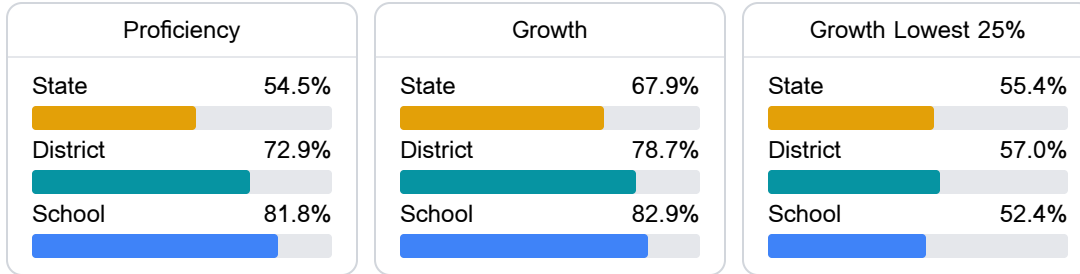 Proficiency
State 54.5%
District 72.9%
School 81.8%
Growth
State 67.9%
District 78.7%
School 82.9%
Growth Lowest 25%
State 55.4%
District 57.0%
School 52.4%